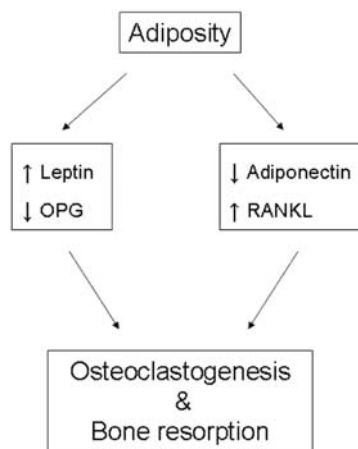 Adiposity
↑ Leptin
↓ OPG
↓ Adiponectin
↑ RANKL
Osteoclastogenesis
&
Bone resorption